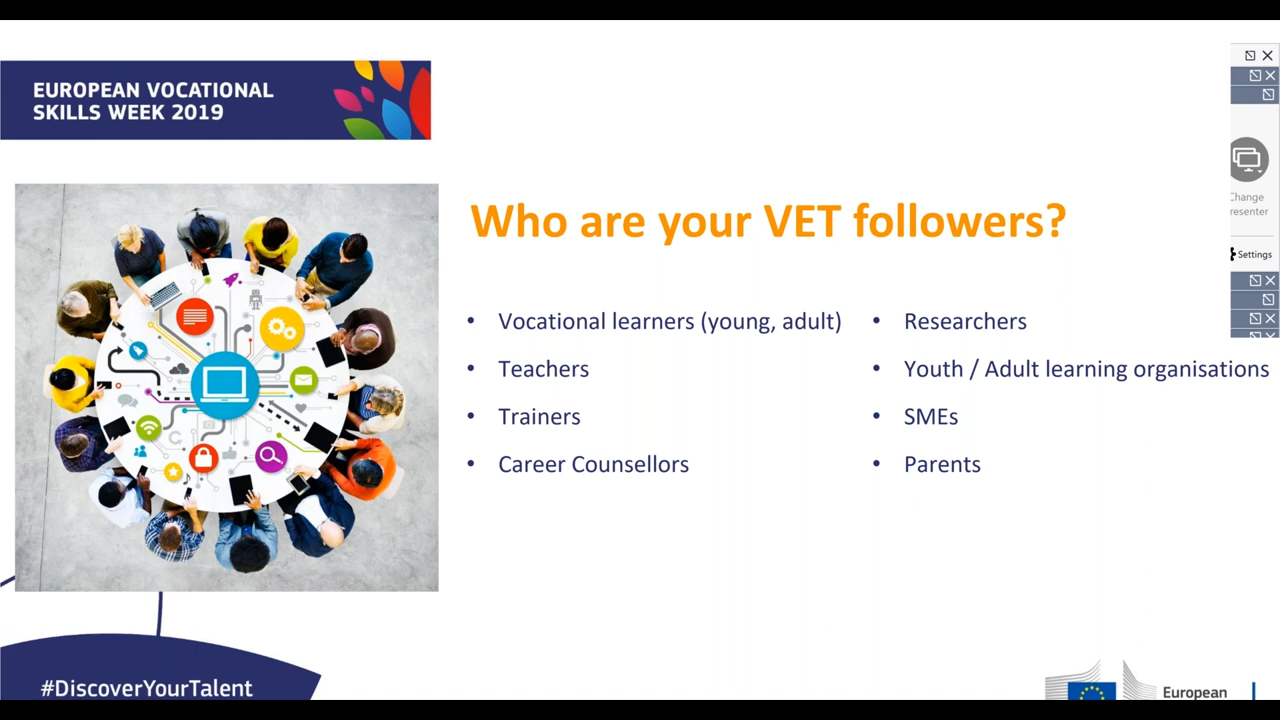 EUROPEAN VOCATIONAL
SKILLS WEEK 2019
Who are your VET followers?
• Vocational learners (young, adult)
• Teachers
• Trainers
• Career Counsellors
• Researchers
• Youth / Adult learning organisations
• SMEs
• Parents
Settings
#DiscoverYourTalent
European